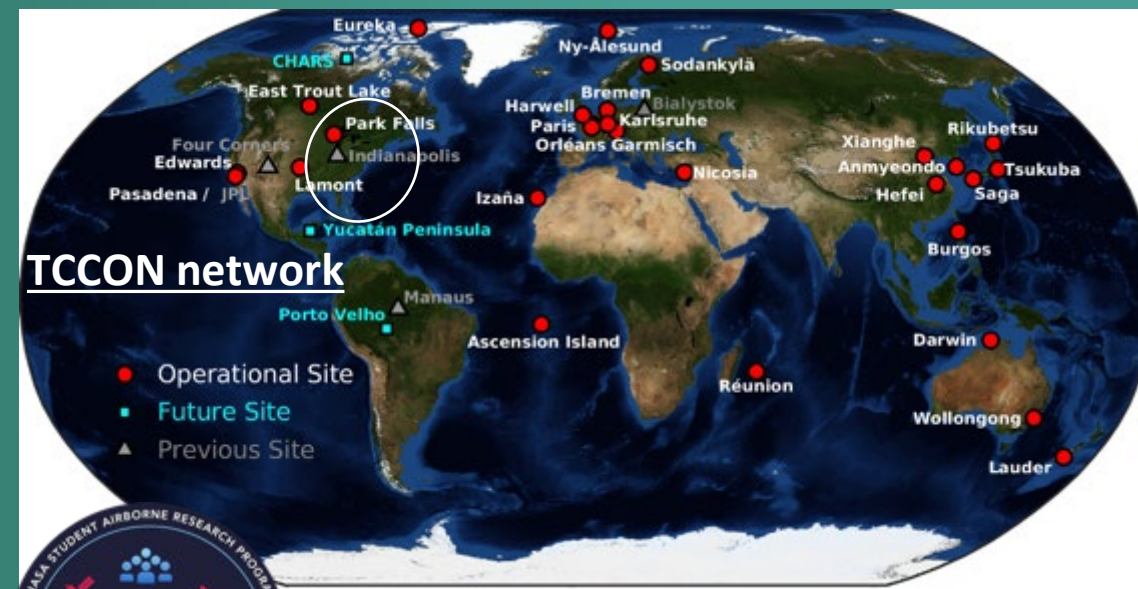 Eureka
Ny-Ålesund
CHARS
Sodankylä
East Trout Lake
Bremen
Harwell
Bialystok
Park Falls
Paris
Karlsruhe
Rikubetsu
Four Corners
Indianapolis
Orléans Garmisch
Xianghe
Edwards
Anmyeondo
Tsukuba
Lamont
Nicosia
Pasadena / JPL
Izaña
Hefei
Saga
Yucatán Peninsula
Burgos
TCCON network
Manaus
Porto Velho
Ascension Island
Darwin
Operational Site
Réunion
Future Site
Wollongong
Previous Site
Lauder
NASA STUDENT AIRBORNE RESEARCH